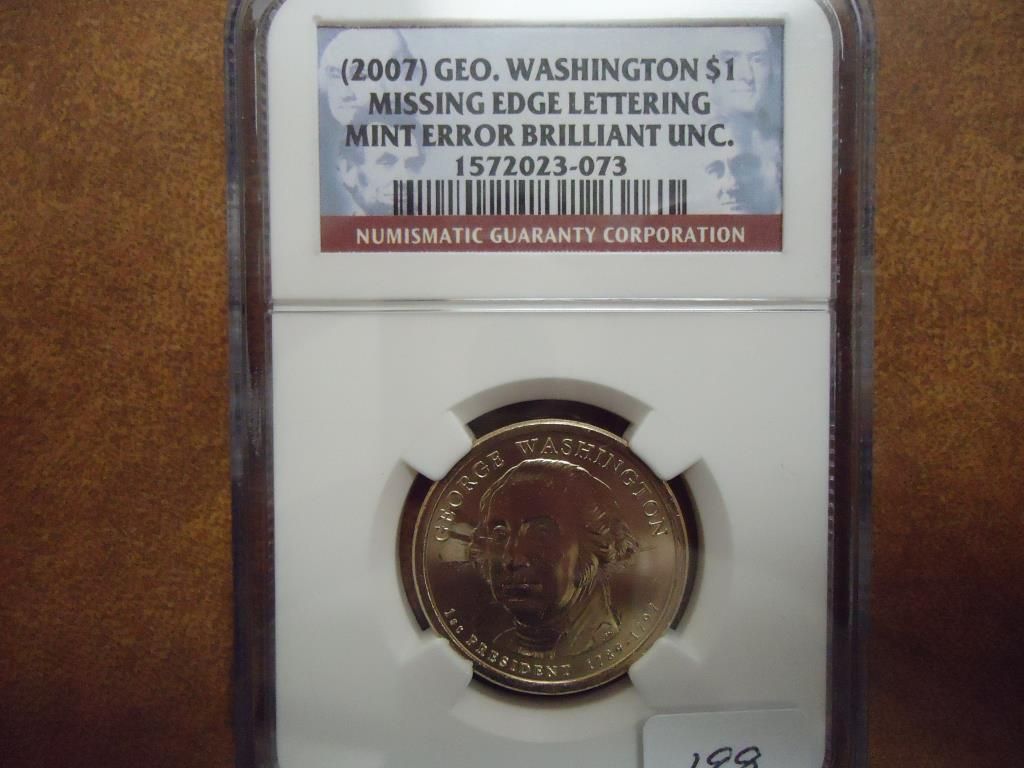 (2007) GEO. WASHINGTON $1
MISSING EDGE LETTERING
MINT ERROR BRILLIANT UNC.
1572023-073
NUMISMATIC GUARANTY CORPORATION
GEORGE WASHINGTON
1st PRESIDENT 1789-1797
188